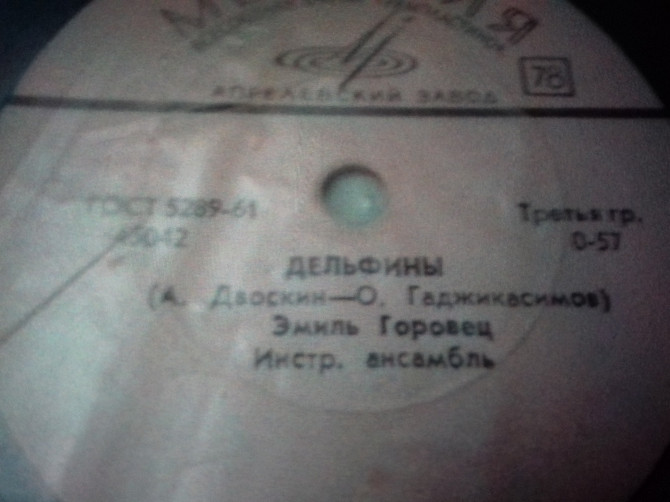 АПРЕЛЕВСКИЙ ЗАВОД
78
ГОСТ 5289-61
Третья гр.
0-57
ДЕЛЬФИНЫ
(А. Двоскин—О. Гаджикасимов)
Эмиль Горовец
Инстр. ансамбль